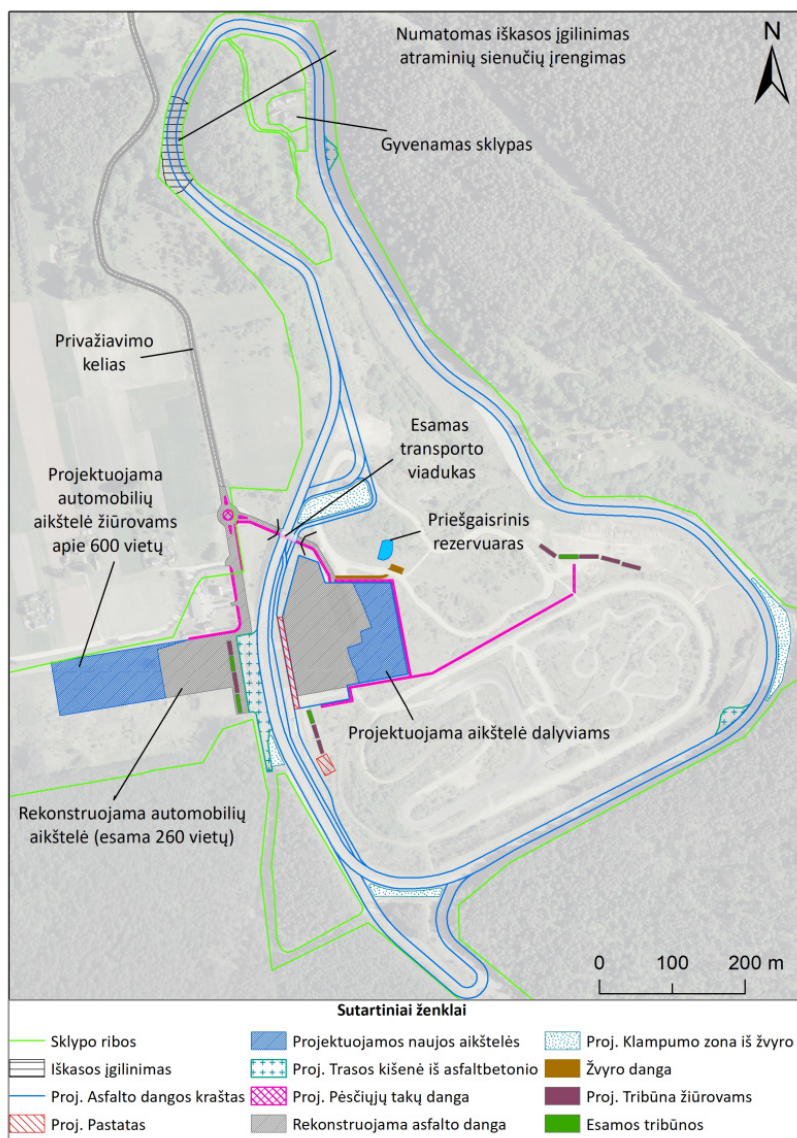 Numatomas iškasos įgilinimas
atraminių sienučių įrengimas
N
Gyvenamas sklypas
Privažiavimo
kelias
Esamas
transporto
viadukas
Projektuojama
automobilių
aikštelė žiūrovams
apie 600 vietų
Priešgaisrinis
rezervuaras
Projektuojama aikštelė dalyviams
Rekonstruojama automobilių
aikštelė (esama 260 vietų)
0 100 200 m
Sutartiniai ženklai
Sklypo ribos
Projektuojamos naujos aikštelės
Proj. Klampumo zona iš žvyro
Iškasos įgilinimas
Proj. Trasos kišenė iš asfaltbetonio
Žvyro danga
Proj. Asfalto dangos kraštas
Proj. Pėsčiųjų takų danga
Proj. Tribūna žiūrovams
Proj. Pastatas
Rekonstruojama asfalto danga
Esamos tribūnos